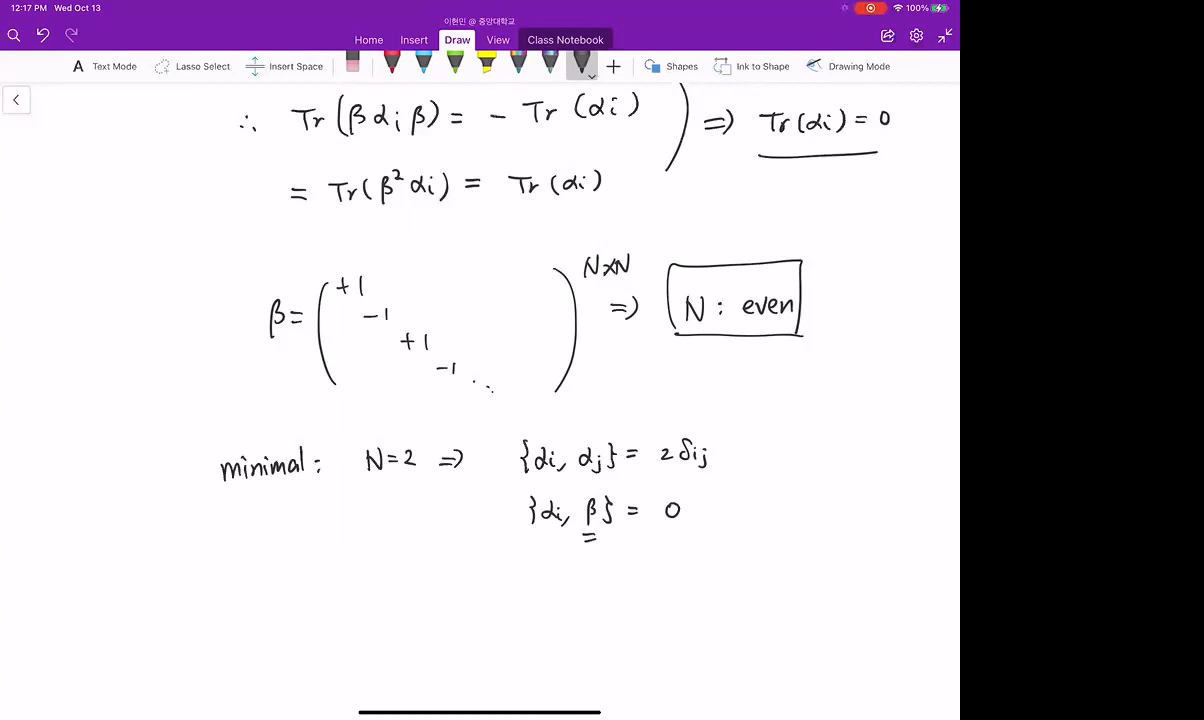 12:17 PM Wed Oct 13
100%
이현민 @ 중앙대학교
Home Insert Draw View Class Notebook
Text Mode Lasso Select Insert Space Shapes Ink to Shape Drawing Mode
∴ Tr(βαiβ) = - Tr(αi) ) ⇒ Tr(αi) = 0
= Tr(β²αi) = Tr(αi)
β = ( +1 -1 +1 -1 ⋱ ) N×N ⇒ N : even
minimal: N=2 ⇒ {αi, αj} = 2δij
{αi, β} = 0